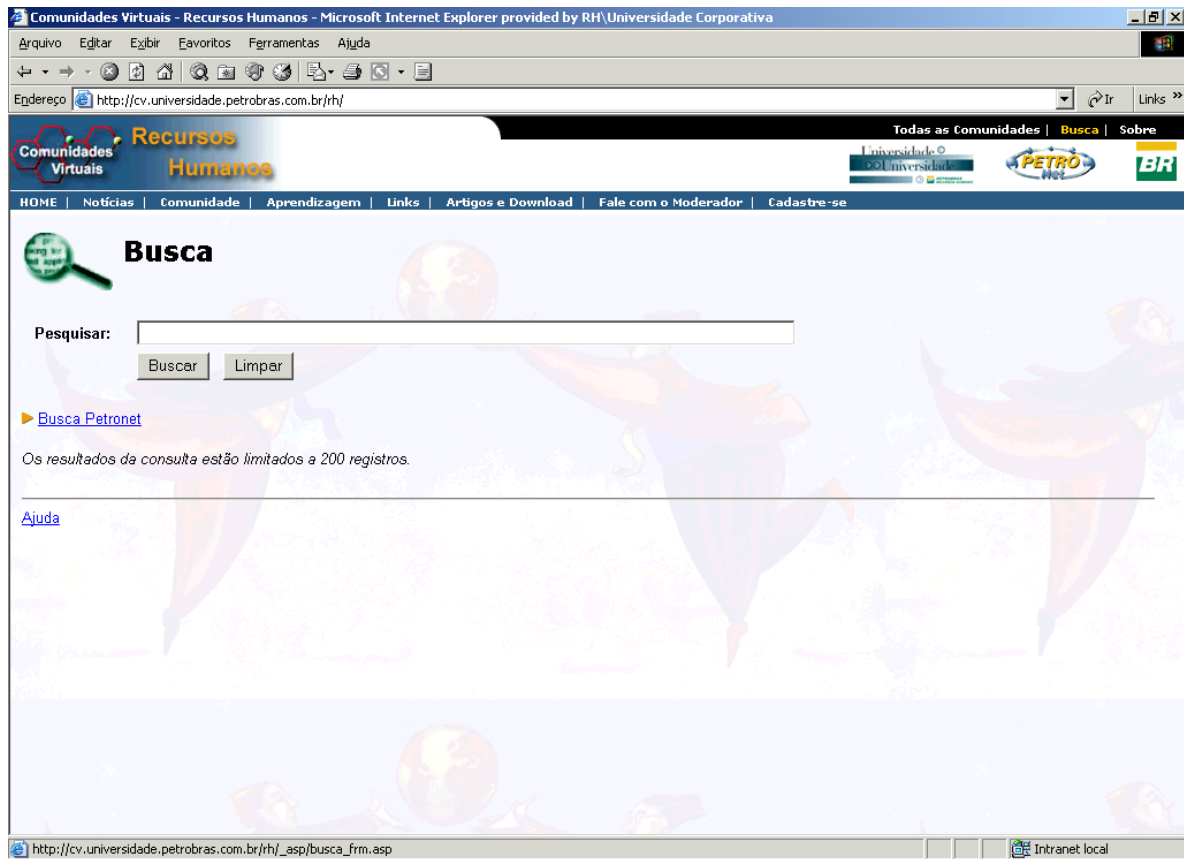 Comunidades Virtuais - Recursos Humanos - Microsoft Internet Explorer provided by RH\Universidade Corporativa
Arquivo Editar Exibir Favoritos Ferramentas Ajuda
Endereço http://cv.universidade.petrobras.com.br/rh/ Ir Links »
Todas as Comunidades | Busca | Sobre
Comunidades Virtuais
Recursos Humanos
Universidade
Universidade
PETRO Net
BR
HOME | Notícias | Comunidade | Aprendizagem | Links | Artigos e Download | Fale com o Moderador | Cadastre-se
Busca
Pesquisar:
Buscar Limpar
Busca Petronet
Os resultados da consulta estão limitados a 200 registros.
Ajuda
http://cv.universidade.petrobras.com.br/rh/_asp/busca_frm.asp Intranet local